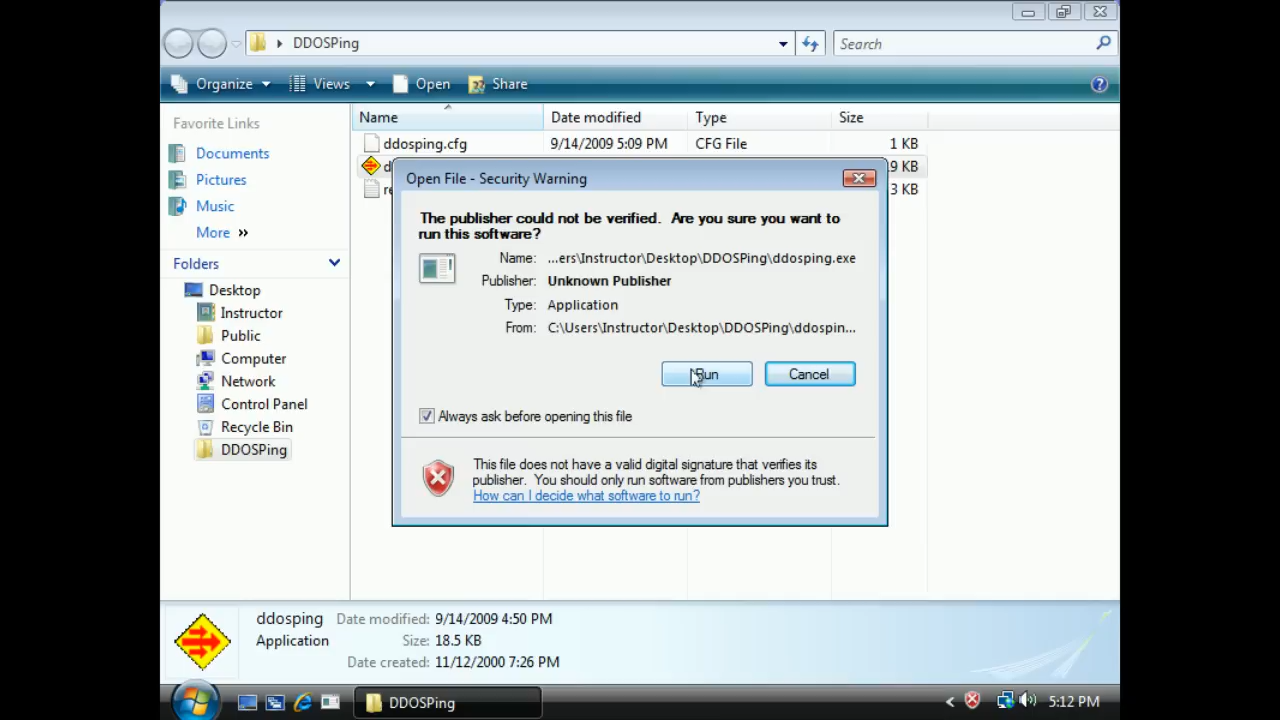 DDOSPing
Search
Organize Views Open Share
Favorite Links
Documents
Pictures
Music
More »
Folders
Desktop
Instructor
Public
Computer
Network
Control Panel
Recycle Bin
DDOSPing
Name Date modified Type Size
ddosping.cfg 9/14/2009 5:09 PM CFG File 1 KB
9 KB
3 KB
Open File - Security Warning
The publisher could not be verified. Are you sure you want to
run this software?
Name: ...ers\Instructor\Desktop\DDOSPing\ddosping.exe
Publisher: Unknown Publisher
Type: Application
From: C:\Users\Instructor\Desktop\DDOSPing\ddospin...
Run Cancel
Always ask before opening this file
This file does not have a valid digital signature that verifies its
publisher. You should only run software from publishers you trust.
How can I decide what software to run?
ddosping Date modified: 9/14/2009 4:50 PM
Application Size: 18.5 KB
Date created: 11/12/2000 7:26 PM
DDOSPing
5:12 PM